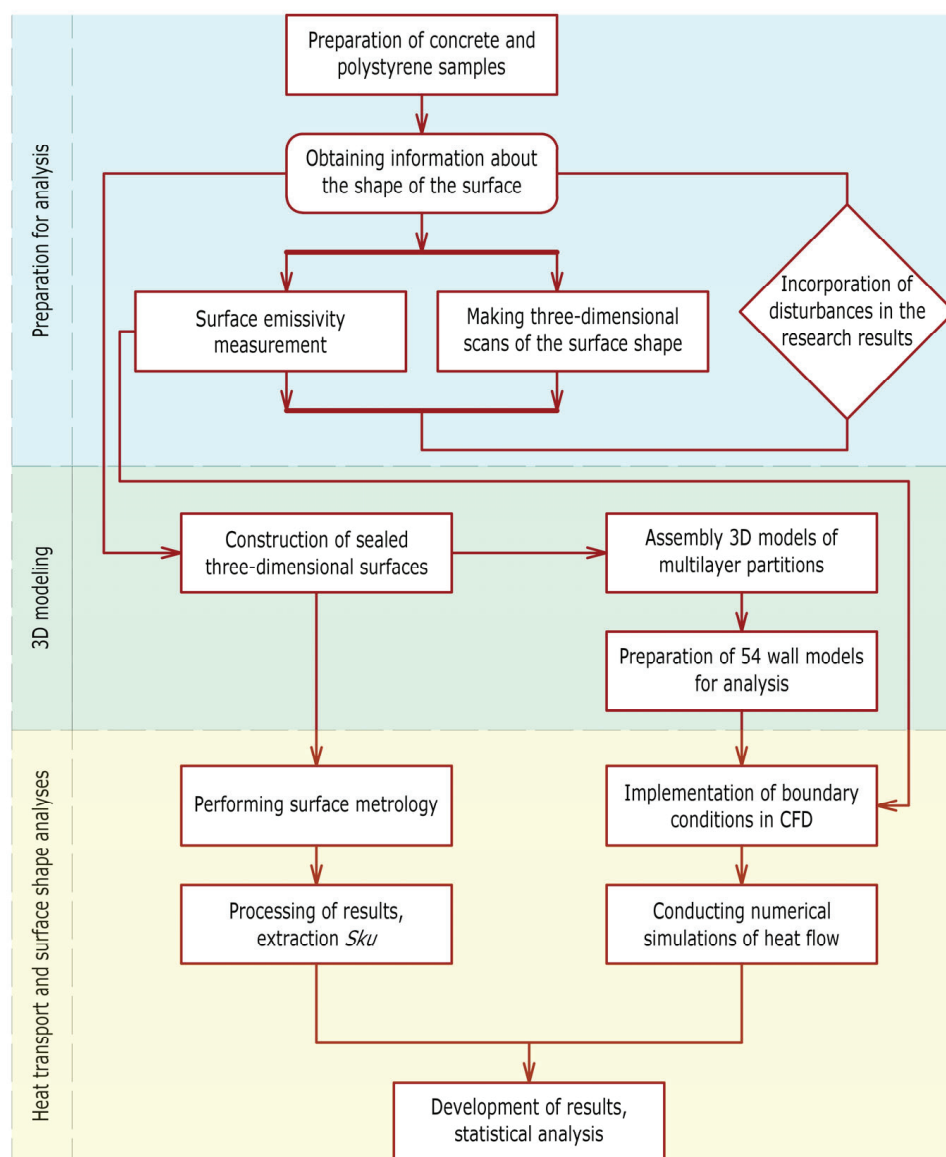 Preparation for analysis
Preparation of concrete and
polystyrene samples
Obtaining information about
the shape of the surface
Surface emissivity
measurement
Making three-dimensional
scans of the surface shape
Incorporation of
disturbances in the
research results
3D modeling
Construction of sealed
three-dimensional surfaces
Assembly 3D models of
multilayer partitions
Preparation of 54 wall models
for analysis
Heat transport and surface shape analyses
Performing surface metrology
Implementation of boundary
conditions in CFD
Processing of results,
extraction Sku
Conducting numerical
simulations of heat flow
Development of results,
statistical analysis